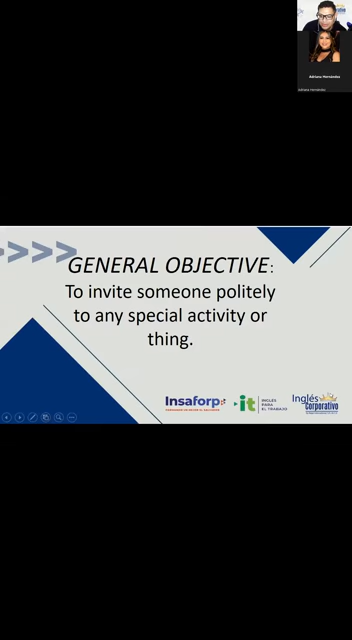 Adriana Hernández
Adriana Hernández
GENERAL OBJECTIVE:
To invite someone politely
to any special activity or
thing.
Insaforp
it
INGLÉS
PARA
EL TRABAJO
Inglés
Corporativo